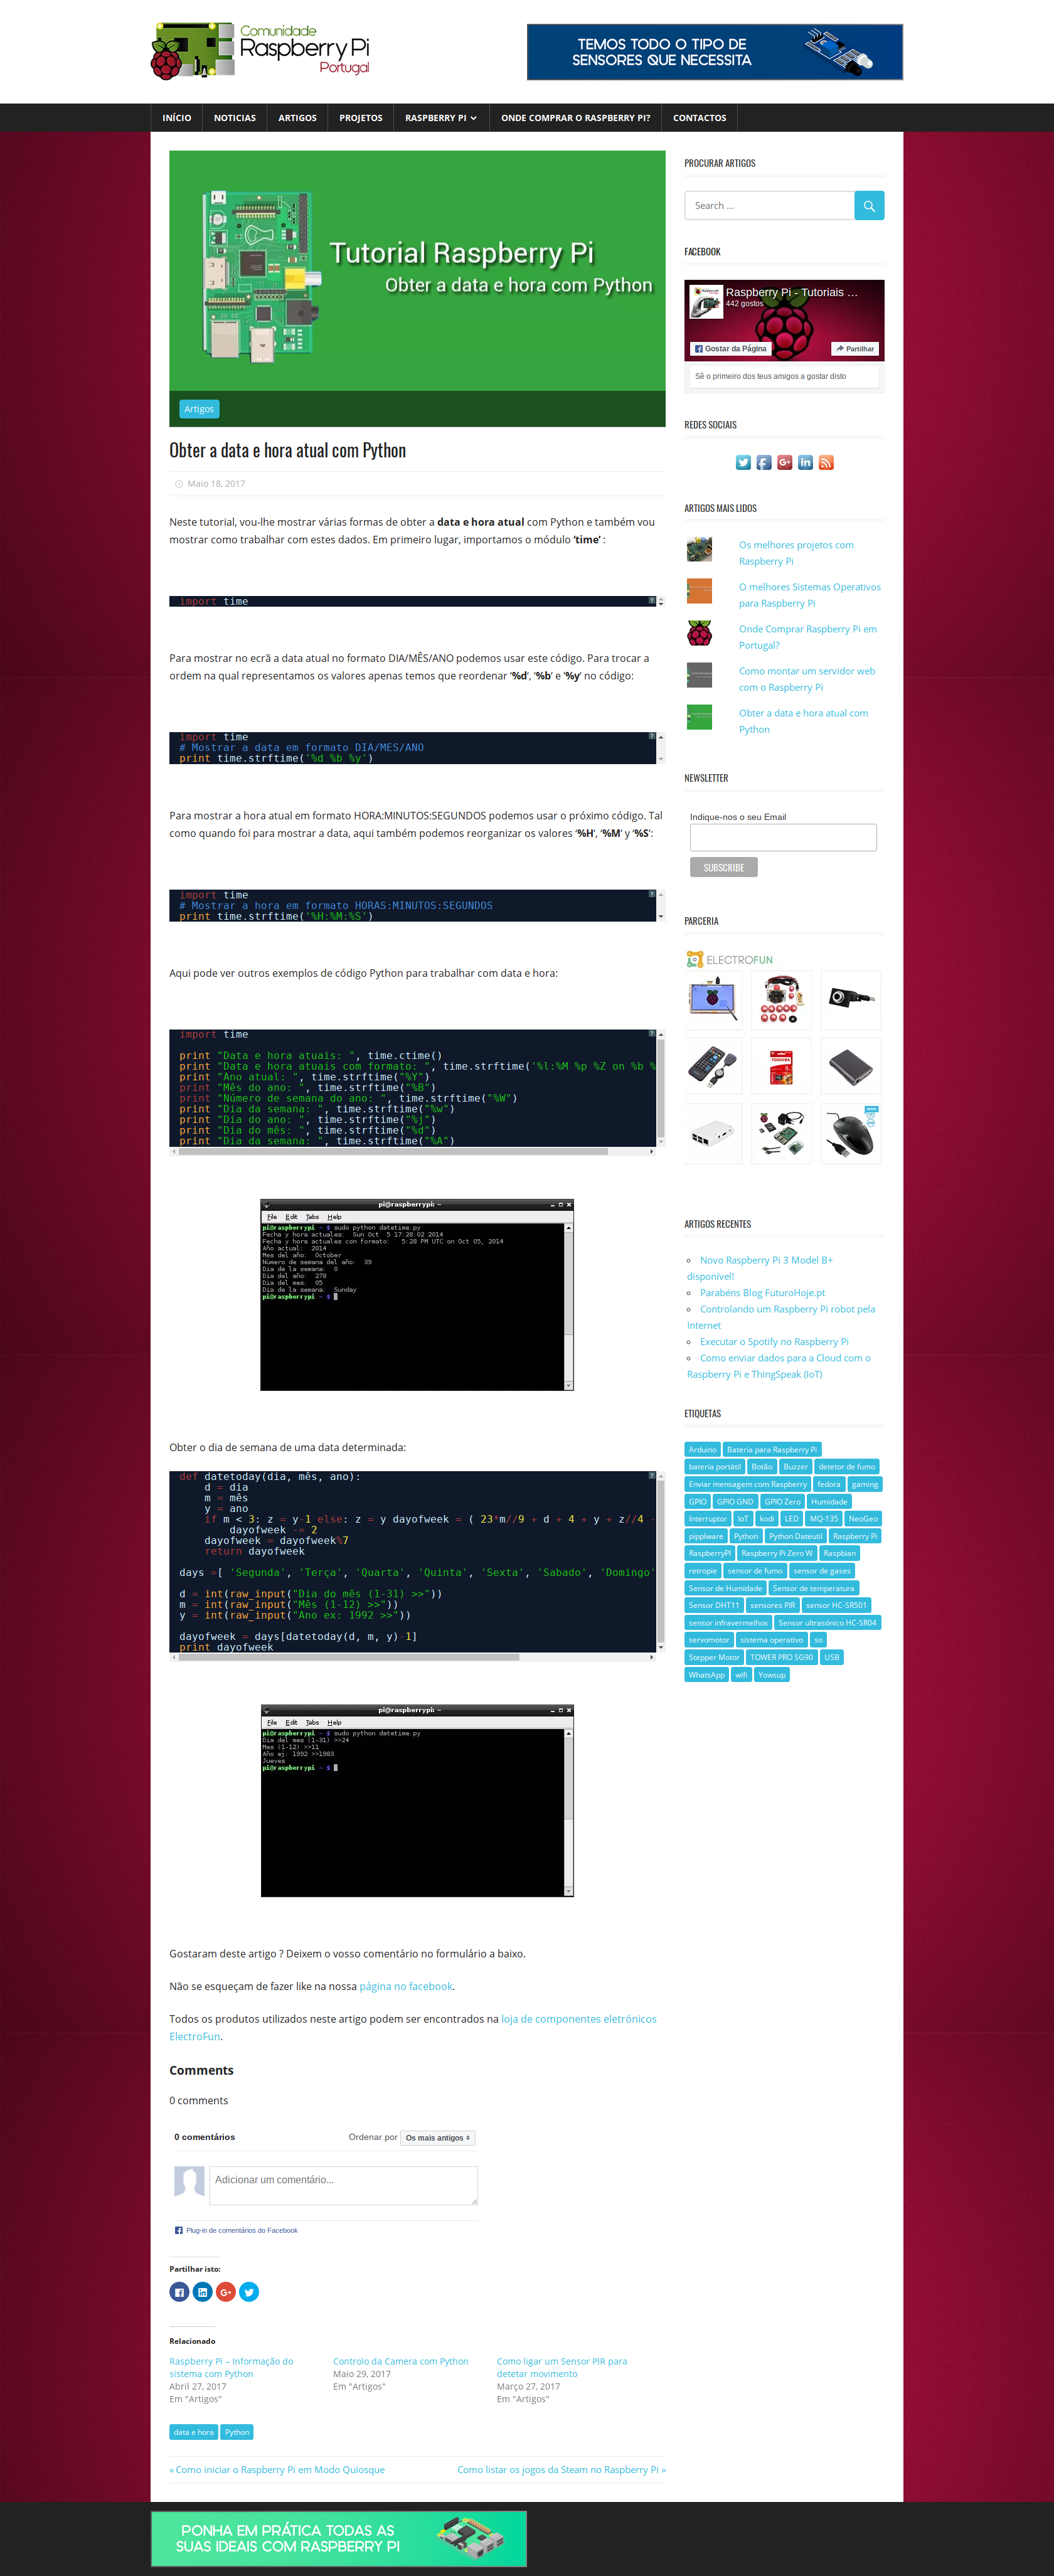 Comunidade
Raspberry Pi
Portugal
TEMOS TODO O TIPO DE
SENSORES QUE NECESSITA
INÍCIO
NOTICIAS
ARTIGOS
PROJETOS
RASPBERRY PI
ONDE COMPRAR O RASPBERRY PI?
CONTACTOS
Tutorial Raspberry Pi
Obter a data e hora com Python
Artigos
Obter a data e hora atual com Python
Maio 18, 2017
Neste tutorial, vou-lhe mostrar várias formas de obter a data e hora atual com Python e também vou
mostrar como trabalhar com estes dados. Em primeiro lugar, importamos o módulo ‘time’ :
import time
Para mostrar no ecrã a data atual no formato DIA/MÊS/ANO podemos usar este código. Para trocar a
ordem na qual representamos os valores apenas temos que reordenar ‘%d’, ‘%b’ e ‘%y’ no código:
import time
# Mostrar a data em formato DIA/MES/ANO
print time.strftime('%d %b %y')
Para mostrar a hora atual em formato HORA:MINUTOS:SEGUNDOS podemos usar o próximo código. Tal
como quando foi para mostrar a data, aqui também podemos reorganizar os valores ‘%H’, ‘%M’ y ‘%S’:
import time
# Mostrar a hora em formato HORAS:MINUTOS:SEGUNDOS
print time.strftime('%H:%M:%S')
Aqui pode ver outros exemplos de código Python para trabalhar com data e hora:
import time
print "Data e hora atuais: ", time.ctime()
print "Data e hora atuais com formato: ", time.strftime('%l:%M %p %Z on %b %
print "Ano atual: ", time.strftime("%Y")
print "Mês do ano: ", time.strftime("%B")
print "Número de semana do ano: ", time.strftime("%W")
print "Dia da semana: ", time.strftime("%w")
print "Dia do ano: ", time.strftime("%j")
print "Dia do mês: ", time.strftime("%d")
print "Dia da semana: ", time.strftime("%A")
pi@raspberrypi: ~
File Edit Tabs Help
pi@raspberrypi ~ $ sudo python datetime.py
Fecha y hora actuales: Sun Oct 5 17:28:02 2014
Fecha y hora actuales con formato: 5:28 PM UTC on Oct 05, 2014
Año actual: 2014
Mes del año: October
Número de semana del año: 39
Dia de la semana: 0
Dia del año: 278
Dia del mes: 05
Dia de la semana: Sunday
pi@raspberrypi ~ $
Obter o dia de semana de uma data determinada:
def datetoday(dia, mês, ano):
d = dia
m = mês
y = ano
if m < 3: z = y-1 else: z = y dayofweek = ( 23*m//9 + d + 4 + y + z//4 -
dayofweek -= 2
dayofweek = dayofweek%7
return dayofweek
days =[ 'Segunda', 'Terça', 'Quarta', 'Quinta', 'Sexta', 'Sabado', 'Domingo'
d = int(raw_input("Dia do mês (1-31) >>"))
m = int(raw_input("Mês (1-12) >>"))
y = int(raw_input("Ano ex: 1992 >>"))
dayofweek = days[datetoday(d, m, y)-1]
print dayofweek
pi@raspberrypi: ~
File Edit Tabs Help
pi@raspberrypi ~ $ sudo python datetime.py
Dia del mes (1-31) >>24
Mes (1-12) >>11
Año ej: 1992 >>1983
Jueves
pi@raspberrypi ~ $
Gostaram deste artigo ? Deixem o vosso comentário no formulário a baixo.
Não se esqueçam de fazer like na nossa página no facebook.
Todos os produtos utilizados neste artigo podem ser encontrados na loja de componentes eletrónicos
ElectroFun.
Comments
0 comments
0 comentários
Ordenar por Os mais antigos
Adicionar um comentário...
Plug-in de comentários do Facebook
Partilhar isto:
Relacionado
Raspberry Pi – Informação do
sistema com Python
Abril 27, 2017
Em "Artigos"
Controlo da Camera com Python
Maio 29, 2017
Em "Artigos"
Como ligar um Sensor PIR para
detetar movimento
Março 27, 2017
Em "Artigos"
data e hora
Python
« Como iniciar o Raspberry Pi em Modo Quiosque
Como listar os jogos da Steam no Raspberry Pi »
PROCURAR ARTIGOS
Search ...
FACEBOOK
Raspberry Pi - Tutoriais ...
442 gostos
Gostar da Página
Partilhar
Sê o primeiro dos teus amigos a gostar disto
REDES SOCIAIS
ARTIGOS MAIS LIDOS
Os melhores projetos com
Raspberry Pi
O melhores Sistemas Operativos
para Raspberry Pi
Onde Comprar Raspberry Pi em
Portugal?
Como montar um servidor web
com o Raspberry Pi
Obter a data e hora atual com
Python
NEWSLETTER
Indique-nos o seu Email
SUBSCRIBE
PARCERIA
ELECTROFUN
TOSHIBA
ARTIGOS RECENTES
Novo Raspberry Pi 3 Model B+
disponivel!
Parabéns Blog FuturoHoje.pt
Controlando um Raspberry Pi robot pela
Internet
Executar o Spotify no Raspberry Pi
Como enviar dados para a Cloud com o
Raspberry Pi e ThingSpeak (IoT)
ETIQUETAS
Arduino
Bateria para Raspberry Pi
bateria portátil
Botão
Buzzer
detetor de fumo
Enviar mensagem com Raspberry
fedora
gaming
GPIO
GPIO GND
GPIO Zero
Humidade
Interruptor
IoT
kodi
LED
MQ-135
NeoGeo
pipplware
Python
Python Dateutil
Raspberry Pi
RaspberryPI
Raspberry Pi Zero W
Raspbian
retropie
sensor de fumo
sensor de gases
Sensor de Humidade
Sensor de temperatura
Sensor DHT11
sensores PIR
sensor HC-SR501
sensor infravermelhos
Sensor ultrasónico HC-SR04
servomotor
sistema operativo
so
Stepper Motor
TOWER PRO SG90
USB
WhatsApp
wifi
Yowsup
PONHA EM PRÁTICA TODAS AS
SUAS IDEAIS COM RASPBERRY PI